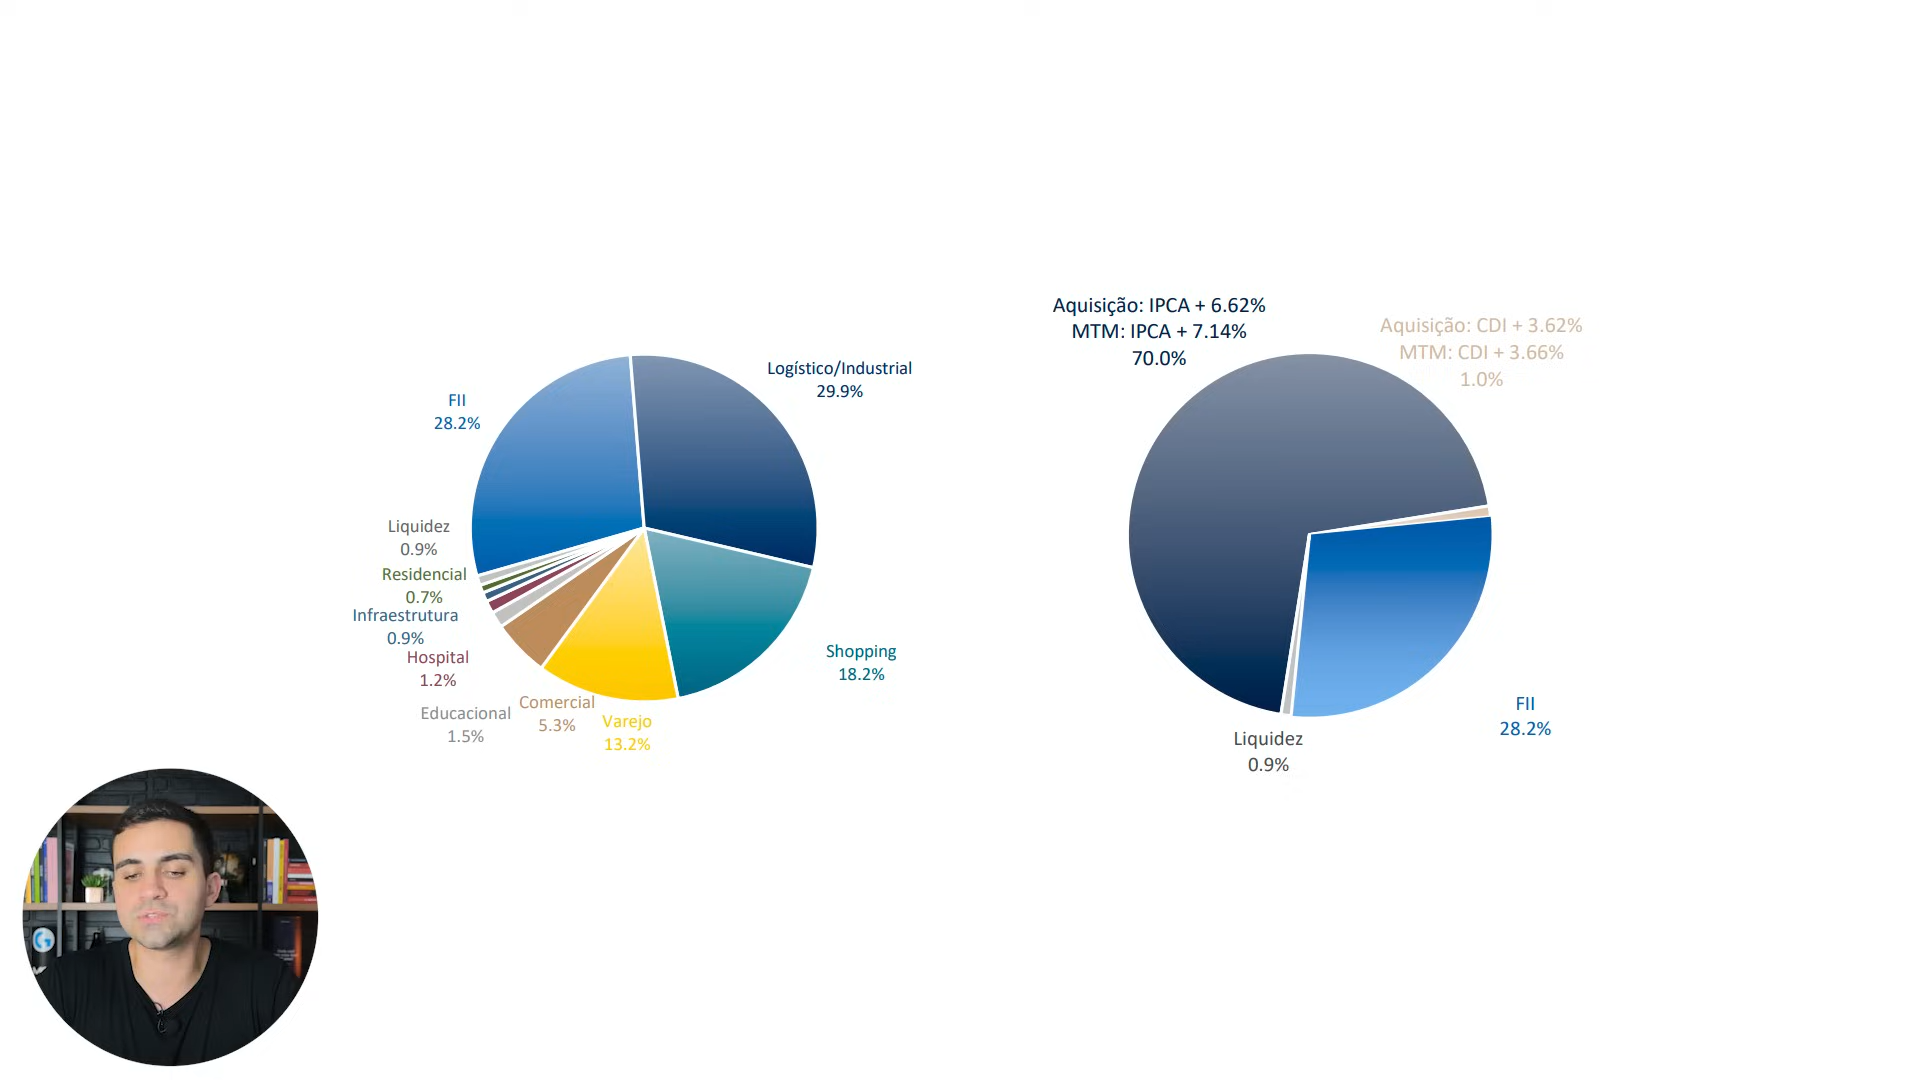 Logístico/Industrial
29.9%
FII
28.2%
Liquidez
0.9%
Residencial
0.7%
Infraestrutura
0.9%
Hospital
1.2%
Educacional
1.5%
Comercial
5.3%
Varejo
13.2%
Shopping
18.2%
Aquisição: IPCA + 6.62%
MTM: IPCA + 7.14%
70.0%
Aquisição: CDI + 3.62%
MTM: CDI + 3.66%
1.0%
FII
28.2%
Liquidez
0.9%